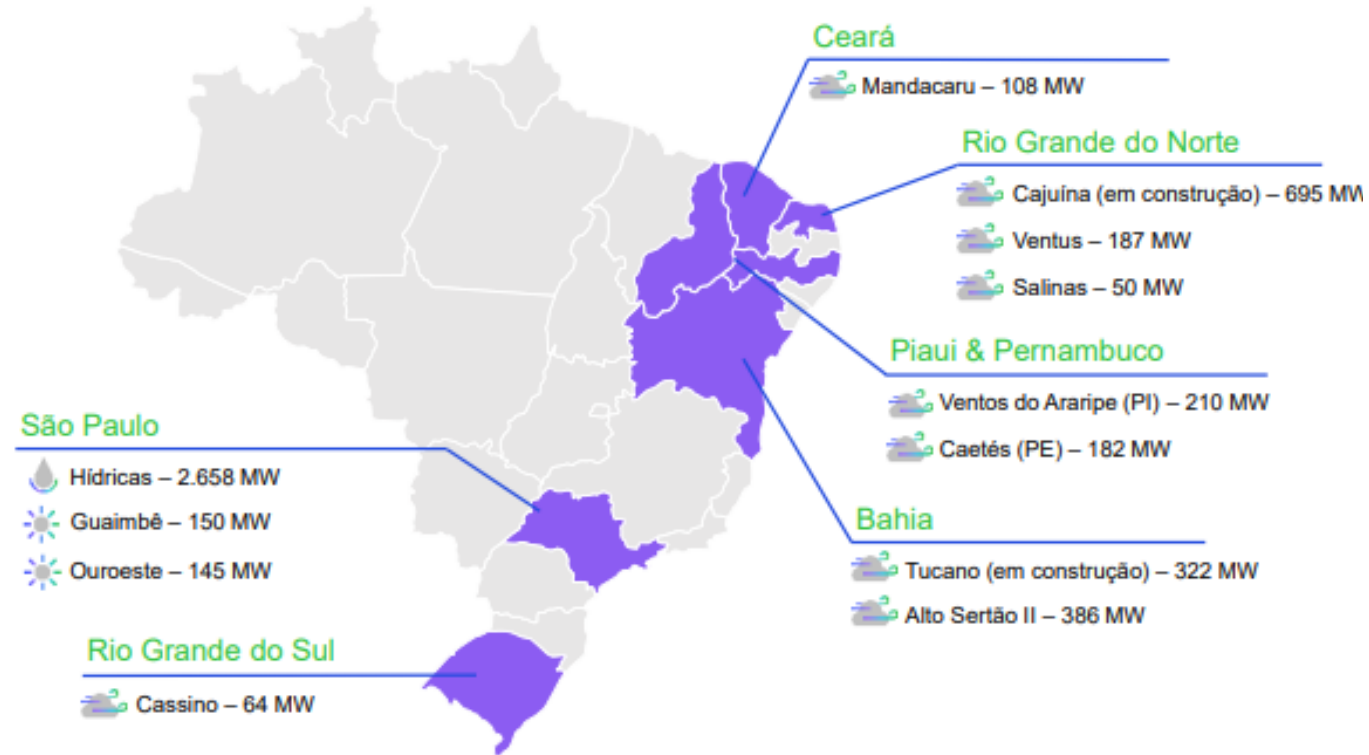 Ceará
Mandacaru – 108 MW
Rio Grande do Norte
Cajuína (em construção) – 695 MW
Ventus – 187 MW
Salinas – 50 MW
Piaui & Pernambuco
Ventos do Araripe (PI) – 210 MW
Caetés (PE) – 182 MW
Bahia
Tucano (em construção) – 322 MW
Alto Sertão II – 386 MW
São Paulo
Hídricas – 2.658 MW
Guaimbê – 150 MW
Ouroeste – 145 MW
Rio Grande do Sul
Cassino – 64 MW